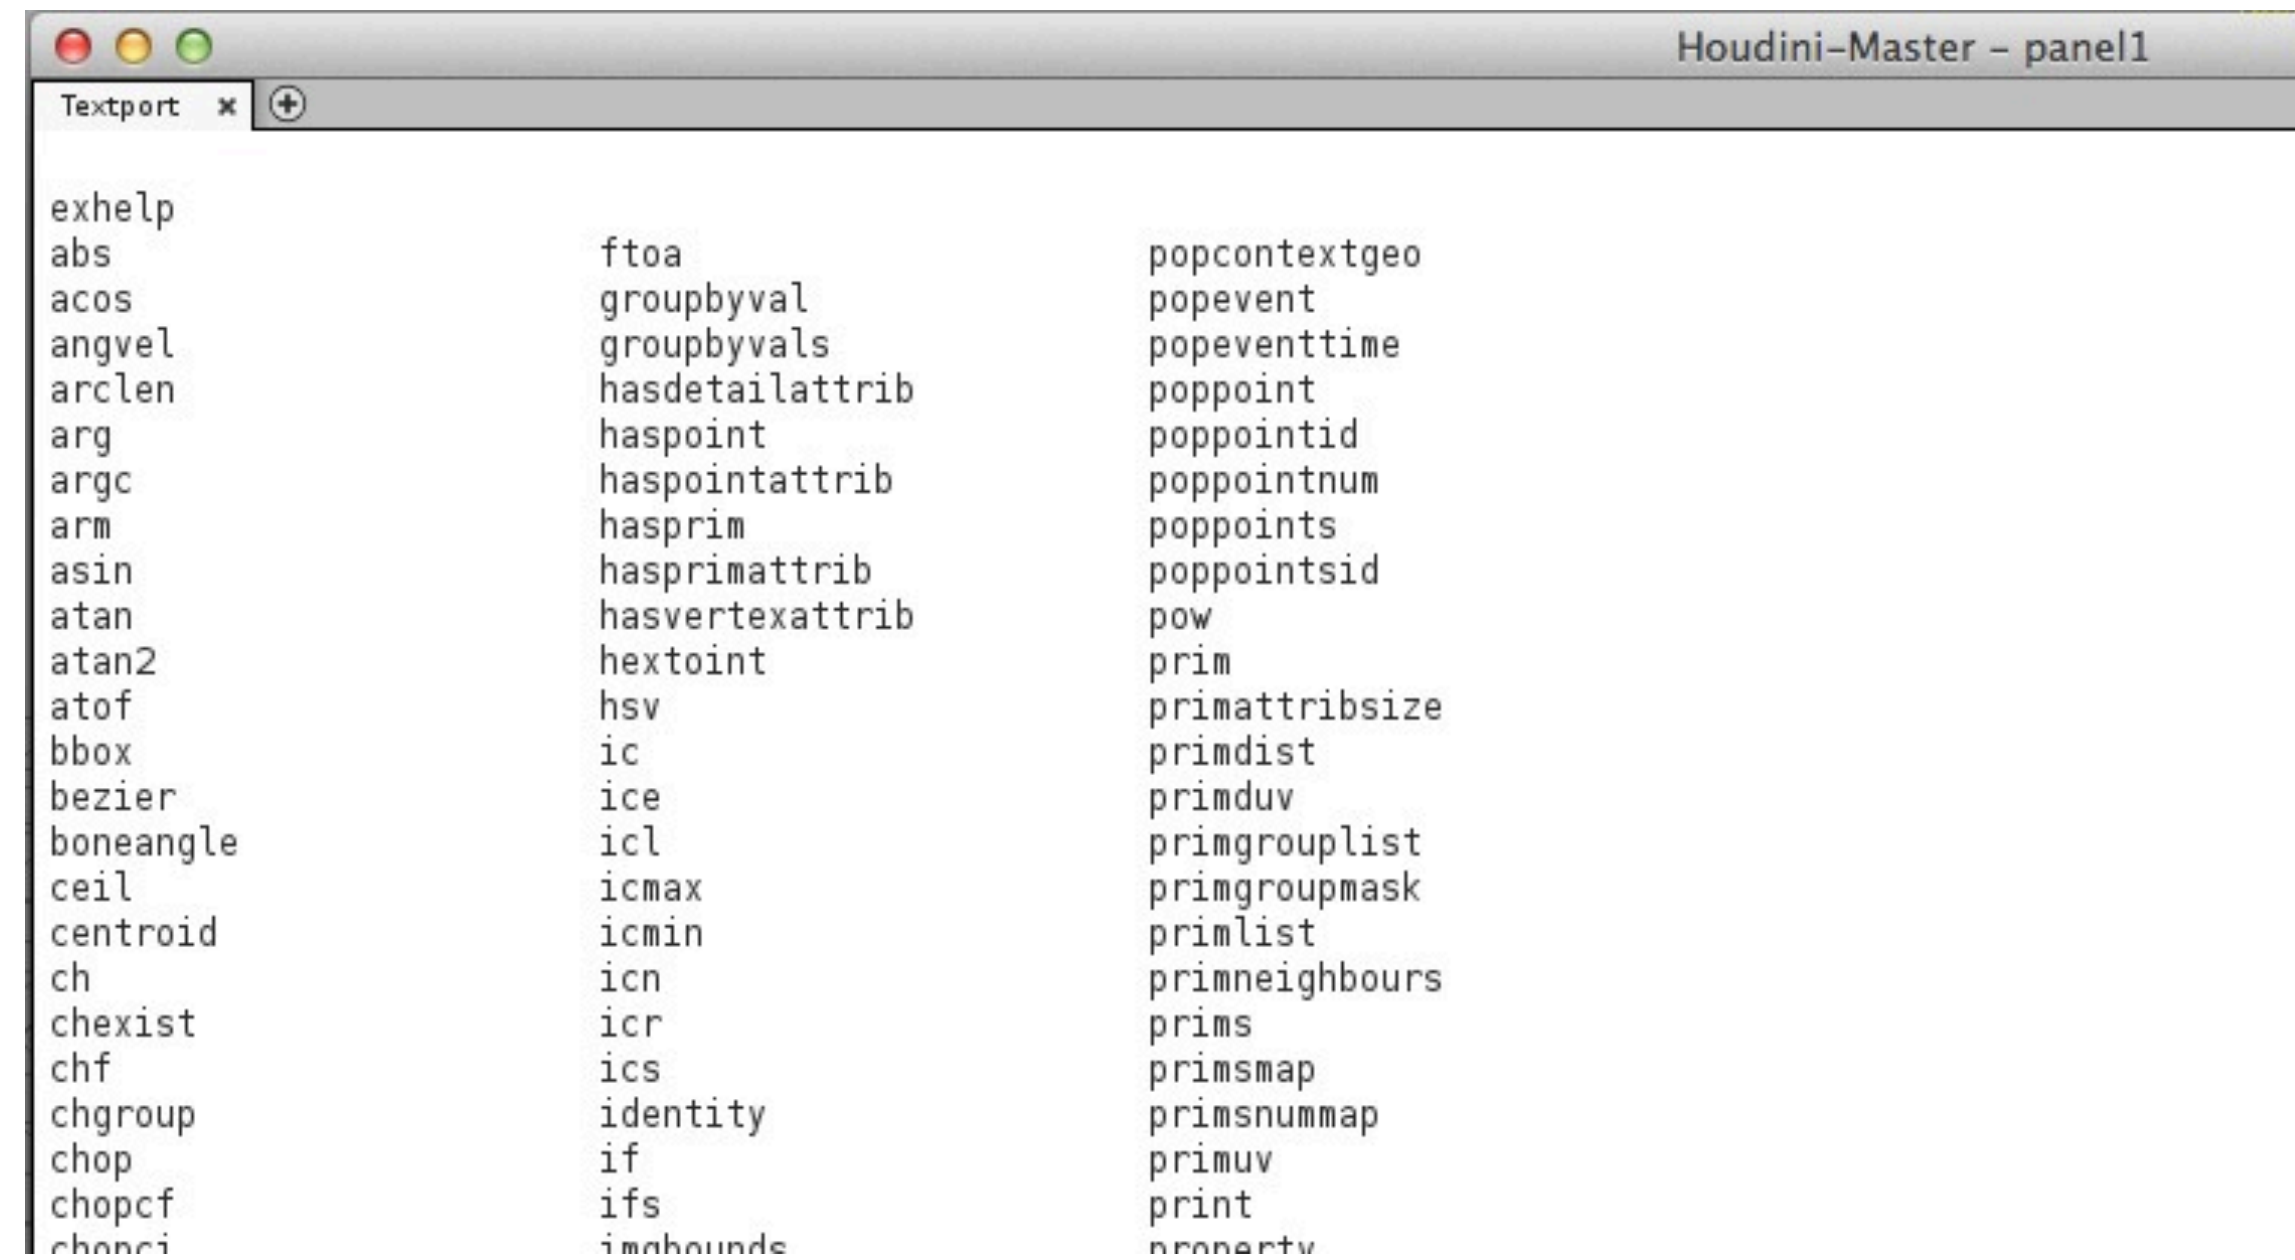 Houdini-Master - panel1
Textport
exhelp
abs ftoa popcontextgeo
acos groupbyval popevent
angvel groupbyvals popeventtime
arclen hasdetailattrib poppoint
arg haspoint poppointid
argc haspointattrib poppointnum
arm hasprim poppoints
asin hasprimattrib poppointsid
atan hasvertexattrib pow
atan2 hextoint prim
atof hsv primattribsize
bbox ic primdist
bezier ice primduv
boneangle icl primgrouplist
ceil icmax primgroupmask
centroid icmin primlist
ch icn primneighbours
chexist icr prims
chf ics primsmap
chgroup identity primsnummap
chop if primuv
chopcf ifs print
chopci imgbounds property